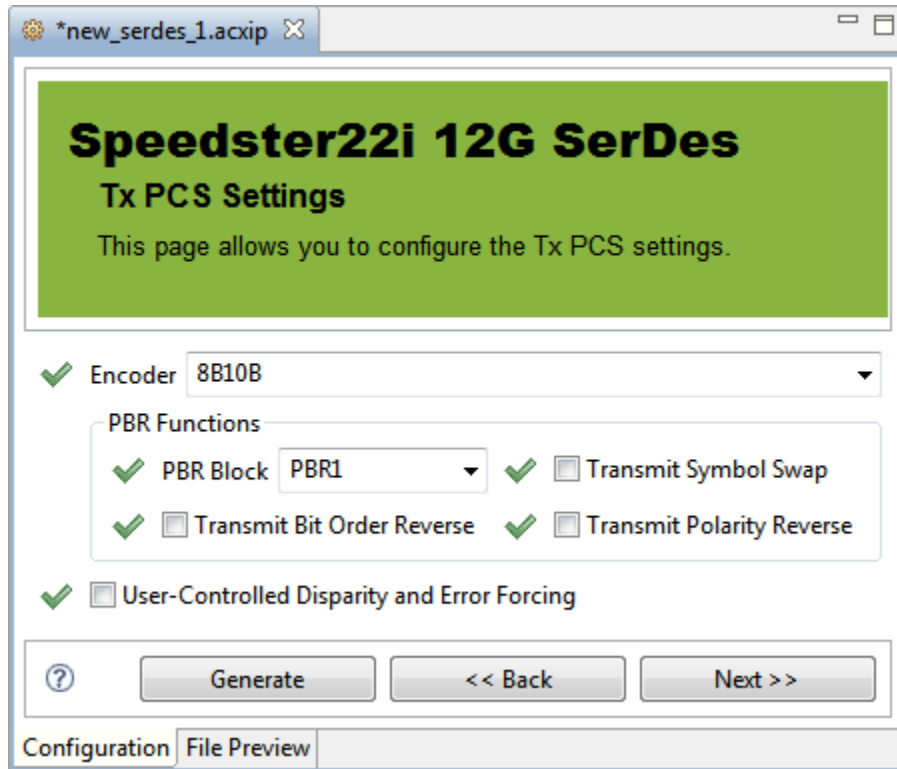 *new_serdes_1.acxip
Speedster22i 12G SerDes
Tx PCS Settings
This page allows you to configure the Tx PCS settings.
Encoder 8B10B
PBR Functions
PBR Block PBR1 Transmit Symbol Swap
Transmit Bit Order Reverse Transmit Polarity Reverse
User-Controlled Disparity and Error Forcing
? Generate << Back Next >>
Configuration File Preview